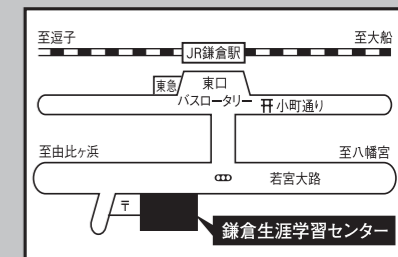 至逗子
至大船
JR鎌倉駅
東急
東口
バスロータリー
小町通り
至由比ヶ浜
至八幡宮
若宮大路
〒
鎌倉生涯学習センター